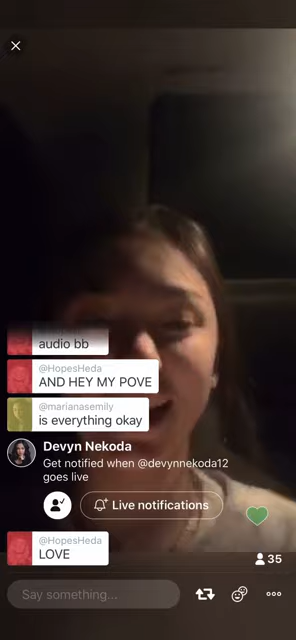 audio bb
@HopesHeda
AND HEY MY POVE
@marianasemily
is everything okay
Devyn Nekoda
Get notified when @devynnekoda12
goes live
Live notifications
@HopesHeda
LOVE
35
Say something...